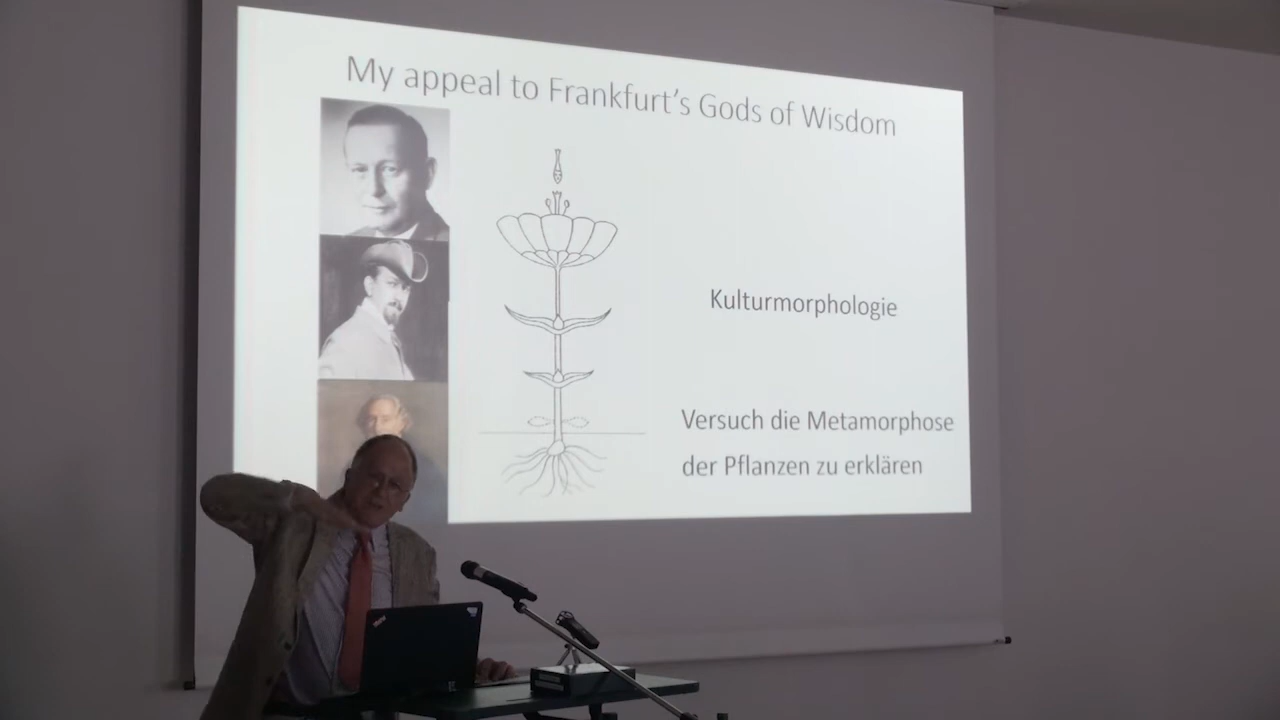 My appeal to Frankfurt's Gods of Wisdom
Kulturmorphologie
Versuch die Metamorphose
der Pflanzen zu erklären